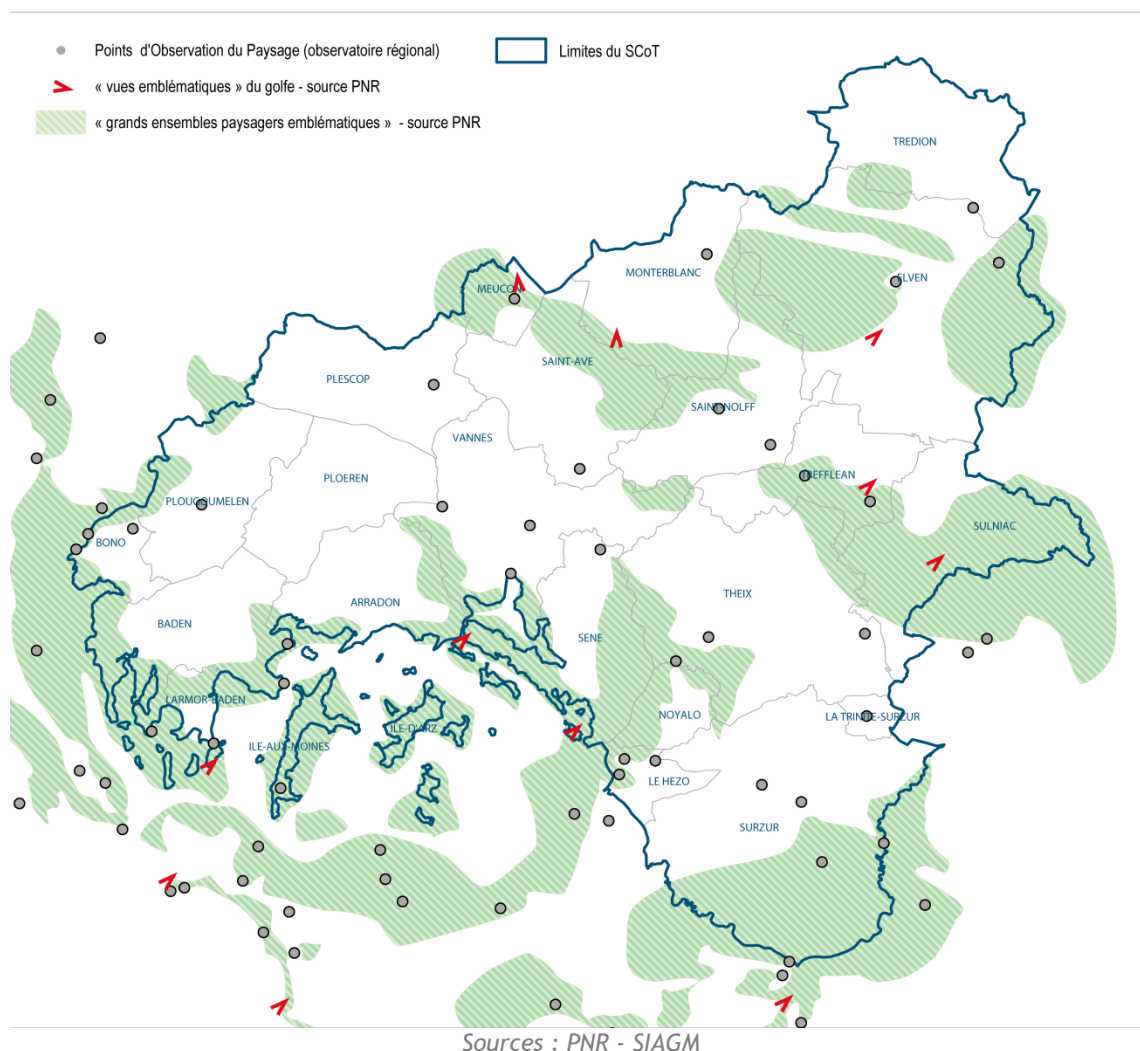 Points d'Observation du Paysage (observatoire régional)
Limites du SCoT
« vues emblématiques » du golfe - source PNR
« grands ensembles paysagers emblématiques » - source PNR
TREDION
MONTERBLANC
ELVEN
MEUCON
SAINT-AVE
PLESCOP
SAINT-NOLFF
VANNES
PLOEREN
TREFFLEAN
PLOUGOUMELEN
SULNIAC
BONO
THEIX
ARRADON
BADEN
SENE
LARMOR-BADEN
NOYALO
LA TRINITE-SURZUR
ILE-D'ARZ
ILE-AUX-MOINES
LE HEZO
SURZUR
Sources : PNR - SIAGM